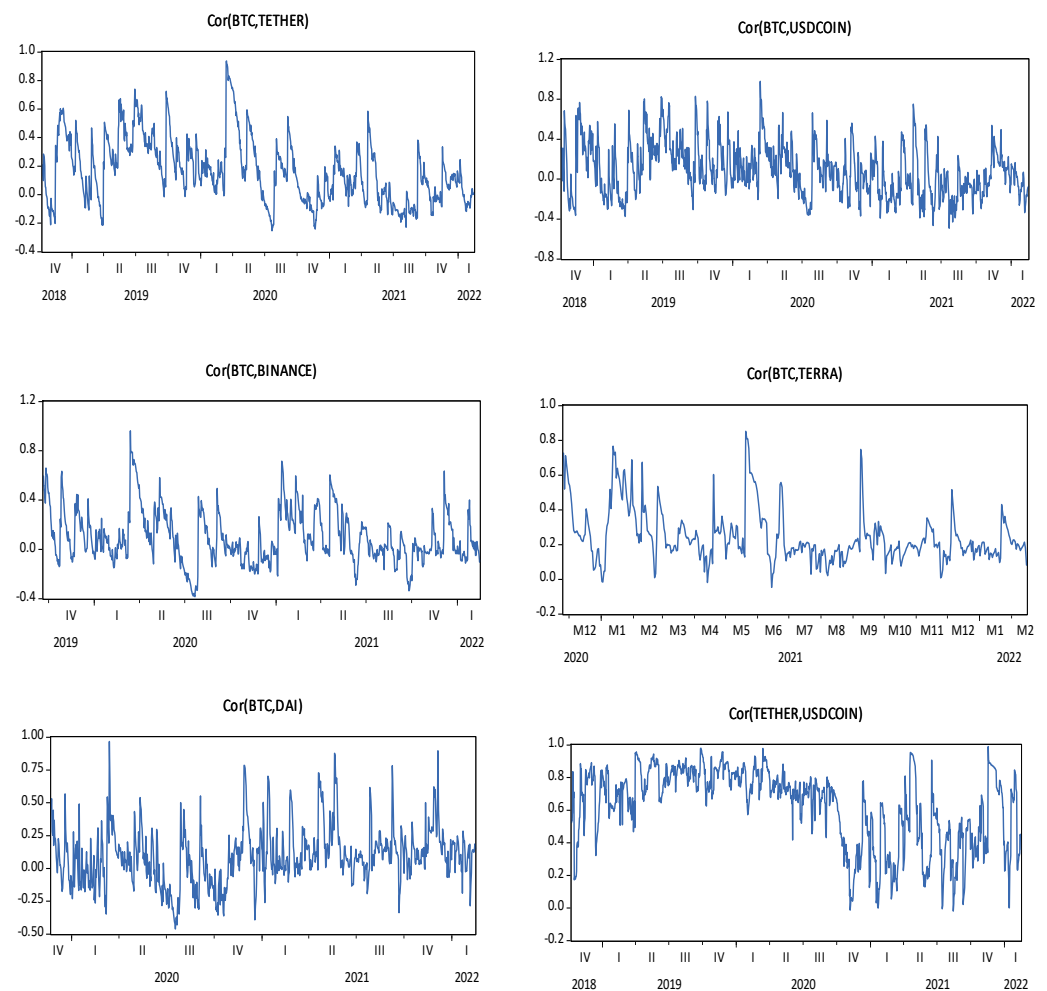 Cor(BTC,TETHER)
1.0
0.8
0.6
0.4
0.2
0.0
-0.2
-0.4
IV I II III IV I II III IV I II III IV I
2018 2019 2020 2021 2022
Cor(BTC,USDCOIN)
1.2
0.8
0.4
0.0
-0.4
-0.8
IV I II III IV I II III IV I II III IV I
2018 2019 2020 2021 2022
Cor(BTC,BINANCE)
1.2
0.8
0.4
0.0
-0.4
IV I II III IV I II III IV I
2019 2020 2021 2022
Cor(BTC,TERRA)
1.0
0.8
0.6
0.4
0.2
0.0
-0.2
M12 M1 M2 M3 M4 M5 M6 M7 M8 M9 M10 M11 M12 M1 M2
2020 2021 2022
Cor(BTC,DAI)
1.00
0.75
0.50
0.25
0.00
-0.25
-0.50
IV I II III IV I II III IV I
2020 2021 2022
Cor(TETHER,USDCOIN)
1.0
0.8
0.6
0.4
0.2
0.0
-0.2
IV I II III IV I II III IV I II III IV I
2018 2019 2020 2021 2022